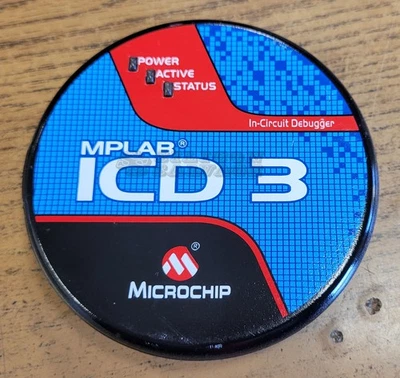 POWER
ACTIVE
STATUS
In-Circuit Debugger
MPLAB®
ICD 3
®
MICROCHIP